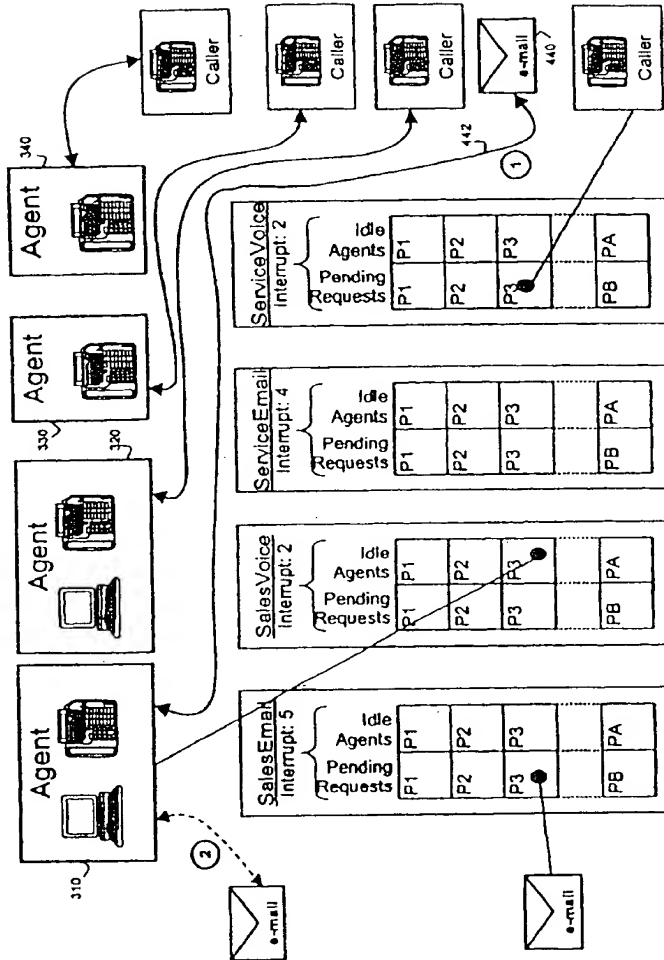 340
Agent
Caller
330
Agent
Caller
320
Agent
Caller
310
Agent
e-mail
440
442
1
Caller
2
e-mail
e-mail
SalesEmail
Interrupt: 5
Pending Requests
Idle Agents
P1 P1
P2 P2
P3 P3
PB PA
SalesVoice
Interrupt: 2
Pending Requests
Idle Agents
P1 P1
P2 P2
P3 P3
PB PA
ServiceEmail
Interrupt: 4
Pending Requests
Idle Agents
P1 P1
P2 P2
P3 P3
PB PA
ServiceVoice
Interrupt: 2
Pending Requests
Idle Agents
P1 P1
P2 P2
P3 P3
PB PA